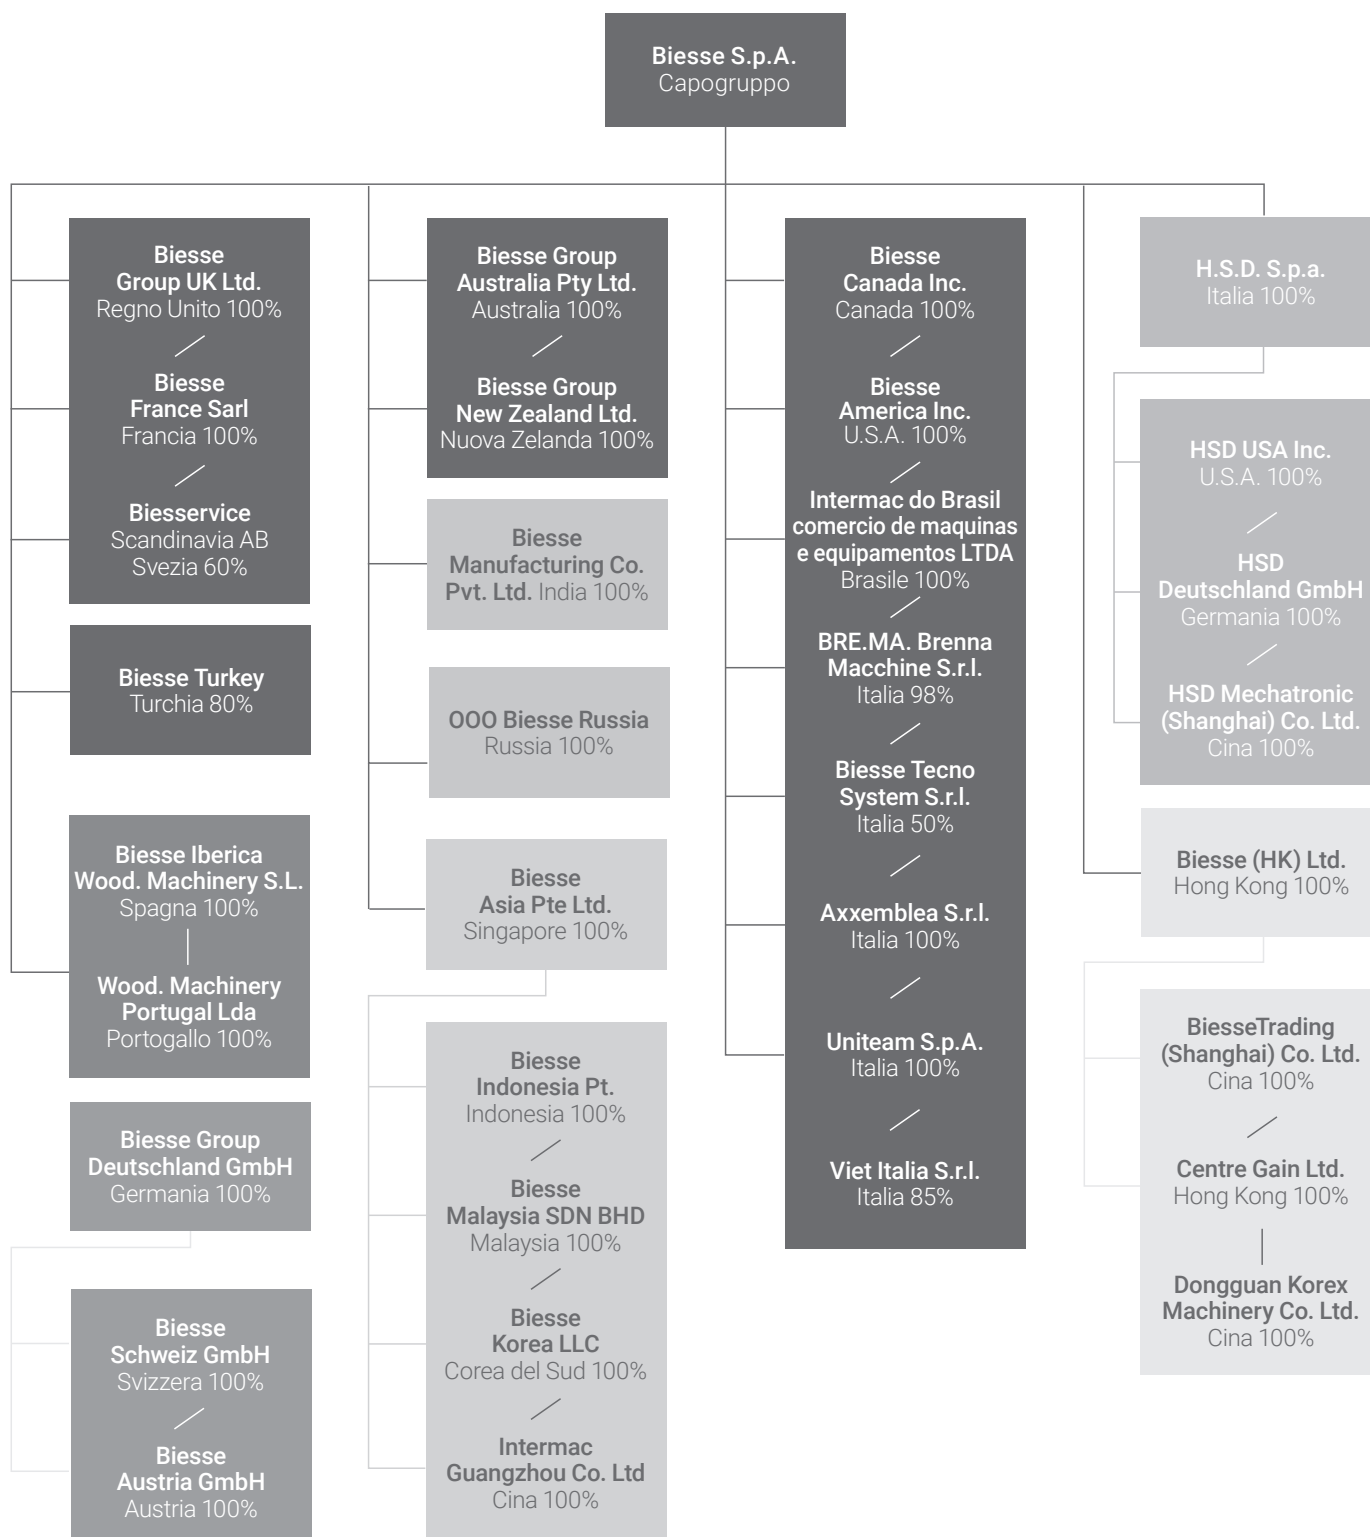 Biesse S.p.A.
Capogruppo
Biesse
Group UK Ltd.
Regno Unito 100%
Biesse
France Sarl
Francia 100%
Biesservice
Scandinavia AB
Svezia 60%
Biesse Turkey
Turchia 80%
Biesse Iberica
Wood. Machinery S.L.
Spagna 100%
Wood. Machinery
Portugal Lda
Portogallo 100%
Biesse Group
Deutschland GmbH
Germania 100%
Biesse
Schweiz GmbH
Svizzera 100%
Biesse
Austria GmbH
Austria 100%
Biesse Group
Australia Pty Ltd.
Australia 100%
Biesse Group
New Zealand Ltd.
Nuova Zelanda 100%
Biesse
Manufacturing Co.
Pvt. Ltd. India 100%
OOO Biesse Russia
Russia 100%
Biesse
Asia Pte Ltd.
Singapore 100%
Biesse
Indonesia Pt.
Indonesia 100%
Biesse
Malaysia SDN BHD
Malaysia 100%
Biesse
Korea LLC
Corea del Sud 100%
Intermac
Guangzhou Co. Ltd
Cina 100%
Biesse
Canada Inc.
Canada 100%
Biesse
America Inc.
U.S.A. 100%
Intermac do Brasil
comercio de maquinas
e equipamentos LTDA
Brasile 100%
BRE.MA. Brenna
Macchine S.r.l.
Italia 98%
Biesse Tecno
System S.r.l.
Italia 50%
Axxemblea S.r.l.
Italia 100%
Uniteam S.p.A.
Italia 100%
Viet Italia S.r.l.
Italia 85%
H.S.D. S.p.a.
Italia 100%
HSD USA Inc.
U.S.A. 100%
HSD
Deutschland GmbH
Germania 100%
HSD Mechatronic
(Shanghai) Co. Ltd.
Cina 100%
Biesse (HK) Ltd.
Hong Kong 100%
BiesseTrading
(Shanghai) Co. Ltd.
Cina 100%
Centre Gain Ltd.
Hong Kong 100%
Dongguan Korex
Machinery Co. Ltd.
Cina 100%